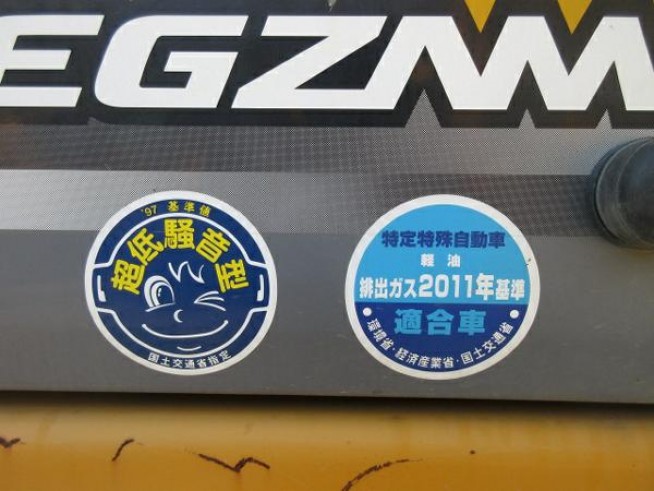 EGZAM
'97 基準値
超低騒音型
国土交通省指定
特定特殊自動車
軽油
排出ガス2011年基準
適合車
環境省・経済産業省・国土交通省